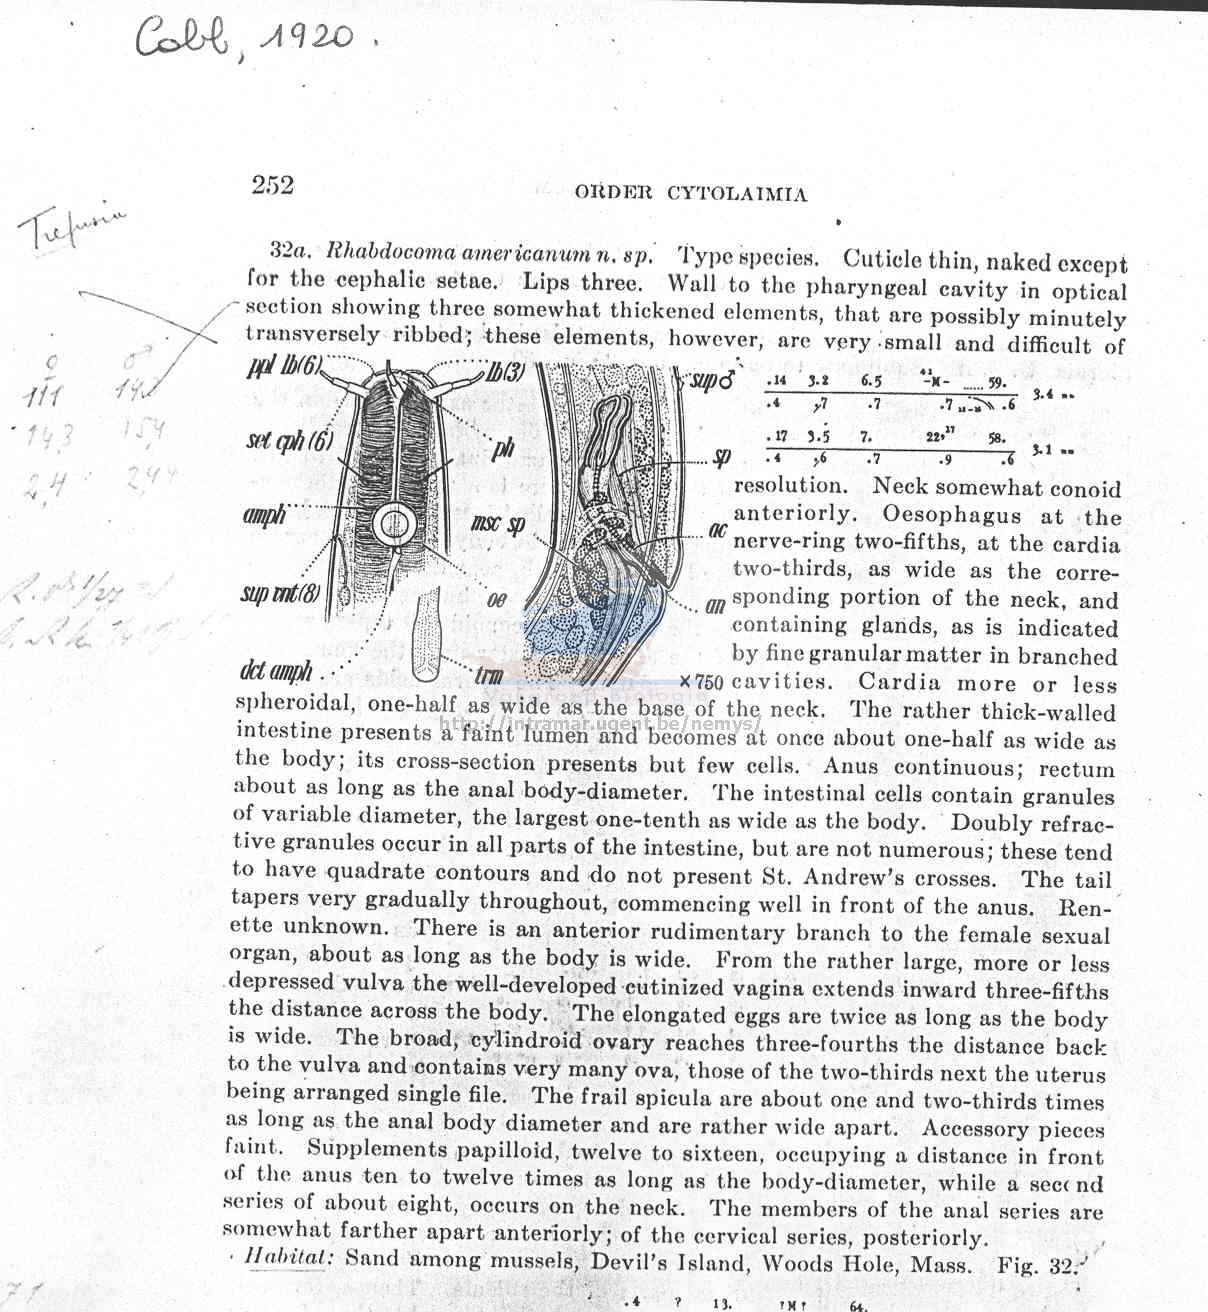 Cobb, 1920.
252
ORDER CYTOLAIMIA
Trefusia
32a. Rhabdocoma americanum n. sp. Type species. Cuticle thin, naked except
for the cephalic setae. Lips three. Wall to the pharyngeal cavity in optical
section showing three somewhat thickened elements, that are possibly minutely
transversely ribbed; these elements, however, are very small and difficult of
ppl lb(6)
lb(3)
sup♂
set cph (6)
ph
sp
amph
msc sp
ac
sup mt(8)
oe
an
dct amph
trm
×750
♀ ♂
111 142
143 154
2,4
.14 3.2 6.5 -M- 59.
.4 .7 .7 .7 .6 3.4
.17 3.5 7. 22,27 58.
.4 .6 .7 .9 .6 3.1
resolution. Neck somewhat conoid
anteriorly. Oesophagus at the
nerve-ring two-fifths, at the cardia
two-thirds, as wide as the corre-
sponding portion of the neck, and
containing glands, as is indicated
by fine granular matter in branched
cavities. Cardia more or less
spheroidal, one-half as wide as the base of the neck. The rather thick-walled
http://intramar.ugent.be/nemys/
intestine presents a faint lumen and becomes at once about one-half as wide as
the body; its cross-section presents but few cells. Anus continuous; rectum
about as long as the anal body-diameter. The intestinal cells contain granules
of variable diameter, the largest one-tenth as wide as the body. Doubly refrac-
tive granules occur in all parts of the intestine, but are not numerous; these tend
to have quadrate contours and do not present St. Andrew's crosses. The tail
tapers very gradually throughout, commencing well in front of the anus. Ren-
ette unknown. There is an anterior rudimentary branch to the female sexual
organ, about as long as the body is wide. From the rather large, more or less
depressed vulva the well-developed cutinized vagina extends inward three-fifths
the distance across the body. The elongated eggs are twice as long as the body
is wide. The broad, cylindroid ovary reaches three-fourths the distance back
to the vulva and contains very many ova, those of the two-thirds next the uterus
being arranged single file. The frail spicula are about one and two-thirds times
as long as the anal body diameter and are rather wide apart. Accessory pieces
faint. Supplements papilloid, twelve to sixteen, occupying a distance in front
of the anus ten to twelve times as long as the body-diameter, while a second
series of about eight, occurs on the neck. The members of the anal series are
somewhat farther apart anteriorly; of the cervical series, posteriorly.
Habitat: Sand among mussels, Devil's Island, Woods Hole, Mass. Fig. 32.
.4 ? 13. ?M? 64.